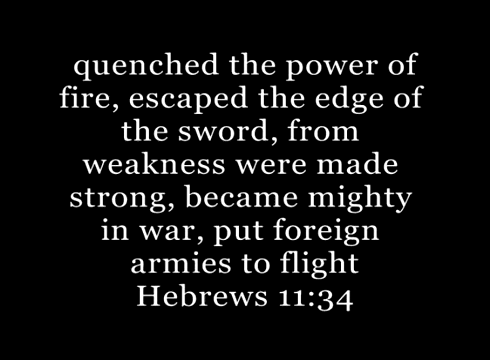 quenched the power of
fire, escaped the edge of
the sword, from
weakness were made
strong, became mighty
in war, put foreign
armies to flight
Hebrews 11:34